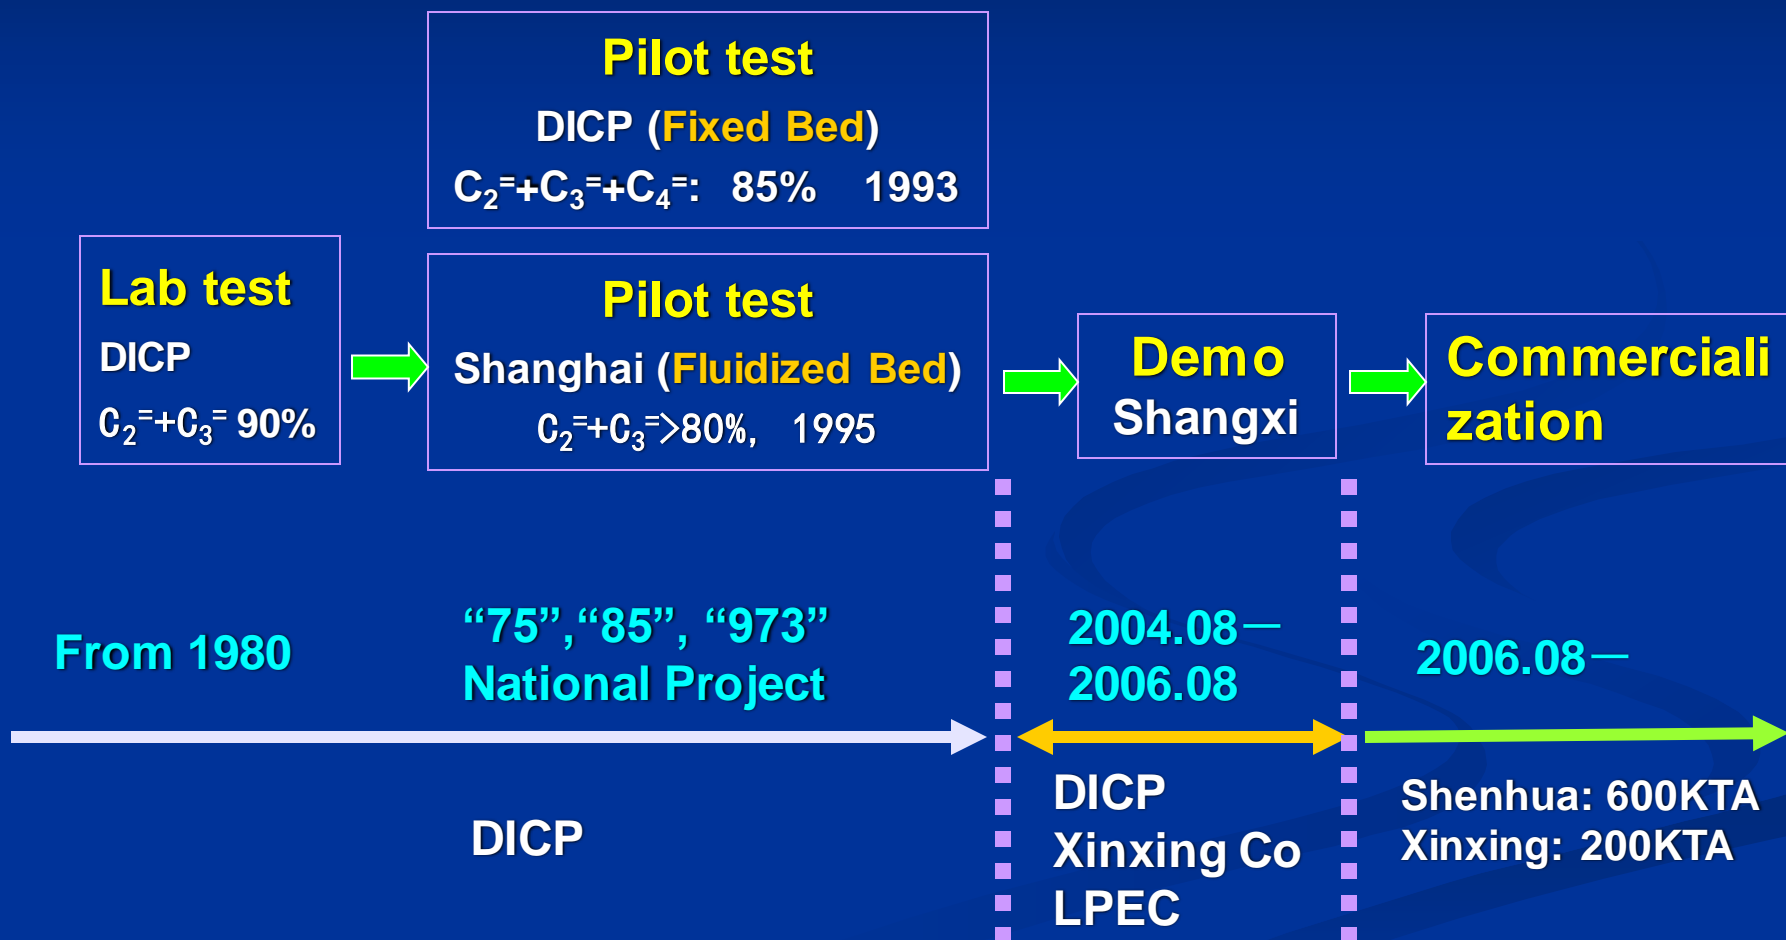 Pilot test
DICP (Fixed Bed)
C₂⁼+C₃⁼+C₄⁼: 85% 1993
Lab test
DICP
C₂⁼+C₃⁼ 90%
Pilot test
Shanghai (Fluidized Bed)
C₂⁼+C₃⁼>80%, 1995
Demo
Shangxi
Commerciali
zation
From 1980
“75”,“85”, “973”
National Project
2004.08—
2006.08
2006.08—
DICP
DICP
Xinxing Co
LPEC
Shenhua: 600KTA
Xinxing: 200KTA